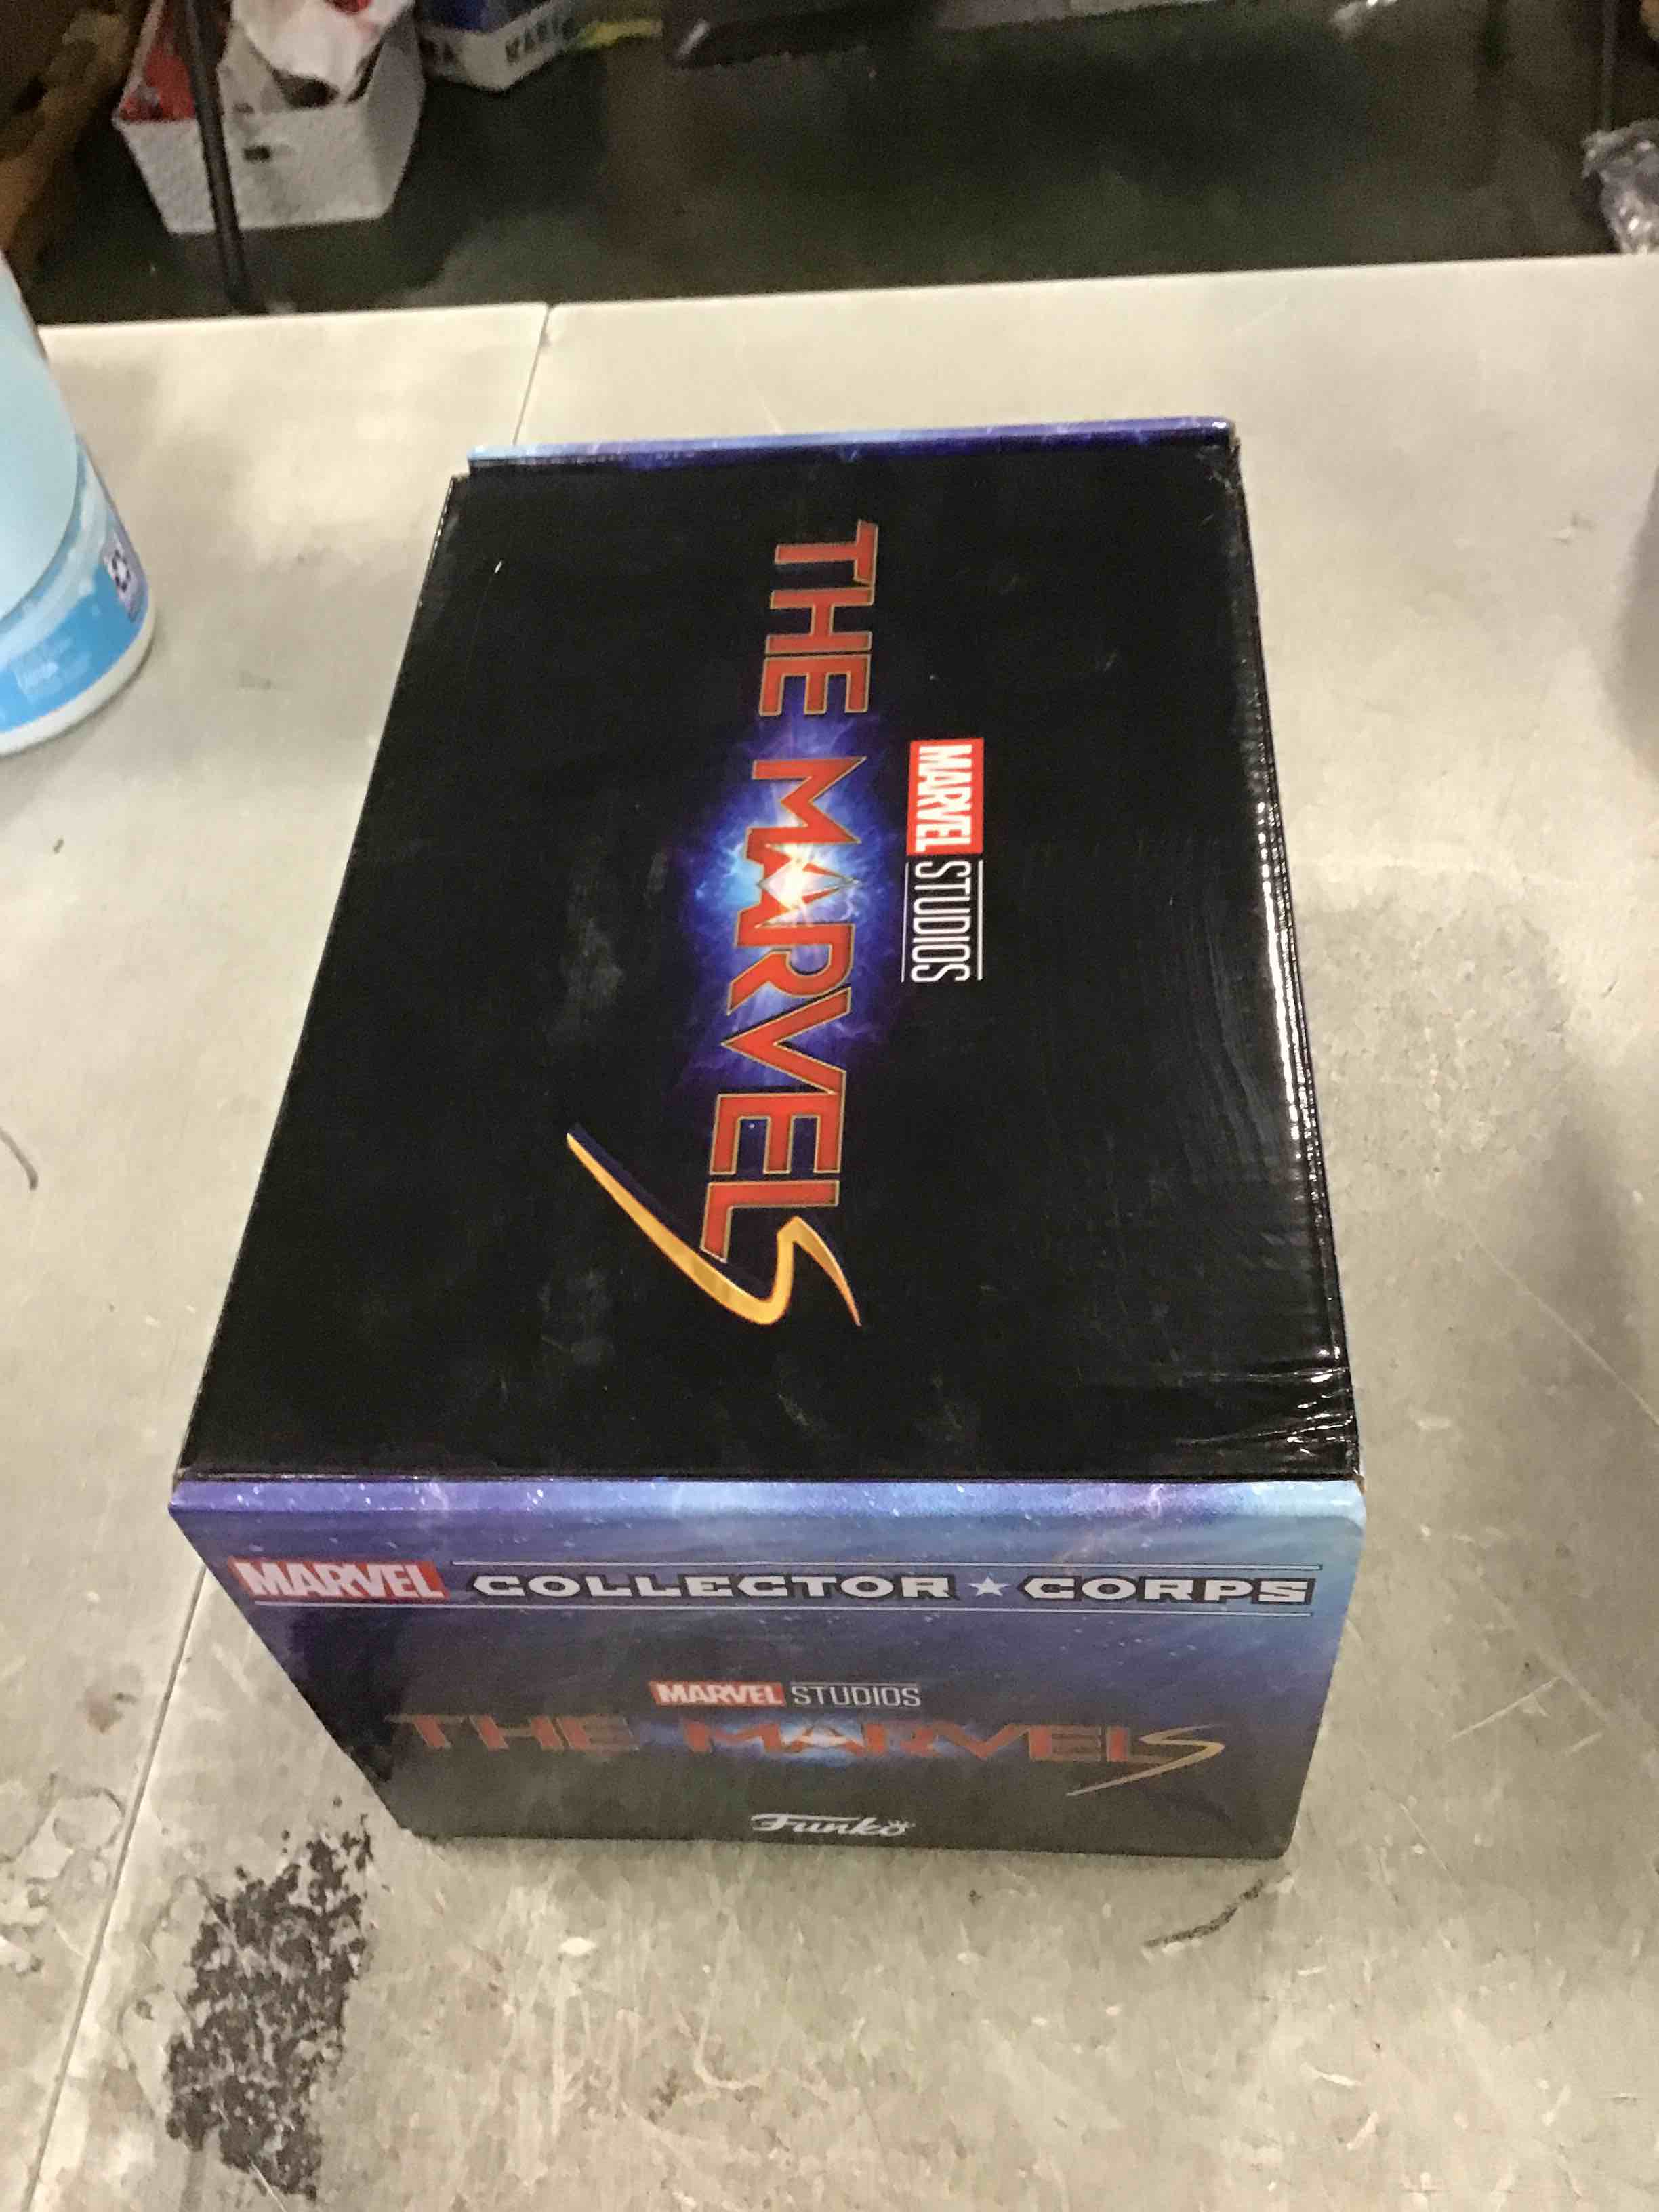 MARVEL STUDIOS
THE MARVELS
MARVEL COLLECTOR CORPS
MARVEL STUDIOS
THE MARVELS
Funko